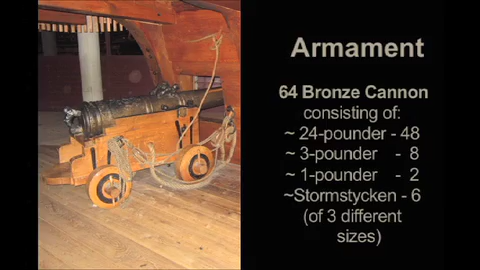 Armament
64 Bronze Cannon
consisting of:
~ 24-pounder - 48
~ 3-pounder - 8
~ 1-pounder - 2
~Stormstycken - 6
(of 3 different
sizes)